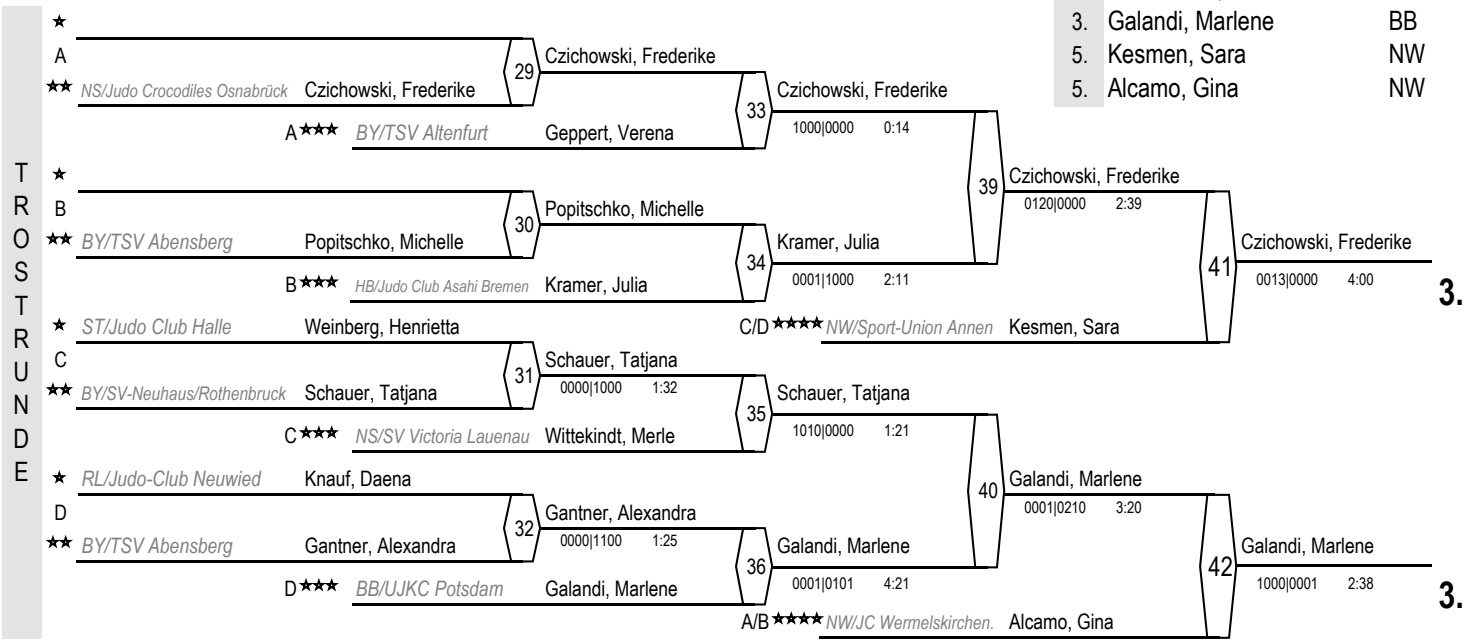 3. Galandi, Marlene BB
5. Kesmen, Sara NW
5. Alcamo, Gina NW
TROSTRUNDE
★
A
★★ NS/Judo Crocodiles Osnabrück Czichowski, Frederike
29
Czichowski, Frederike
A★★★ BY/TSV Altenfurt Geppert, Verena
33
Czichowski, Frederike
1000|0000 0:14
★
B
★★ BY/TSV Abensberg Popitschko, Michelle
30
Popitschko, Michelle
B★★★ HB/Judo Club Asahi Bremen Kramer, Julia
34
Kramer, Julia
0001|1000 2:11
39
Czichowski, Frederike
0120|0000 2:39
C/D★★★★ NW/Sport-Union Annen Kesmen, Sara
41
Czichowski, Frederike
0013|0000 4:00
3.
★ ST/Judo Club Halle Weinberg, Henrietta
C
★★ BY/SV-Neuhaus/Rothenbruck Schauer, Tatjana
31
Schauer, Tatjana
0000|1000 1:32
C★★★ NS/SV Victoria Lauenau Wittekindt, Merle
35
Schauer, Tatjana
1010|0000 1:21
★ RL/Judo-Club Neuwied Knauf, Daena
D
★★ BY/TSV Abensberg Gantner, Alexandra
32
Gantner, Alexandra
0000|1100 1:25
D★★★ BB/UJKC Potsdam Galandi, Marlene
36
Galandi, Marlene
0001|0101 4:21
40
Galandi, Marlene
0001|0210 3:20
A/B★★★★ NW/JC Wermelskirchen. Alcamo, Gina
42
Galandi, Marlene
1000|0001 2:38
3.